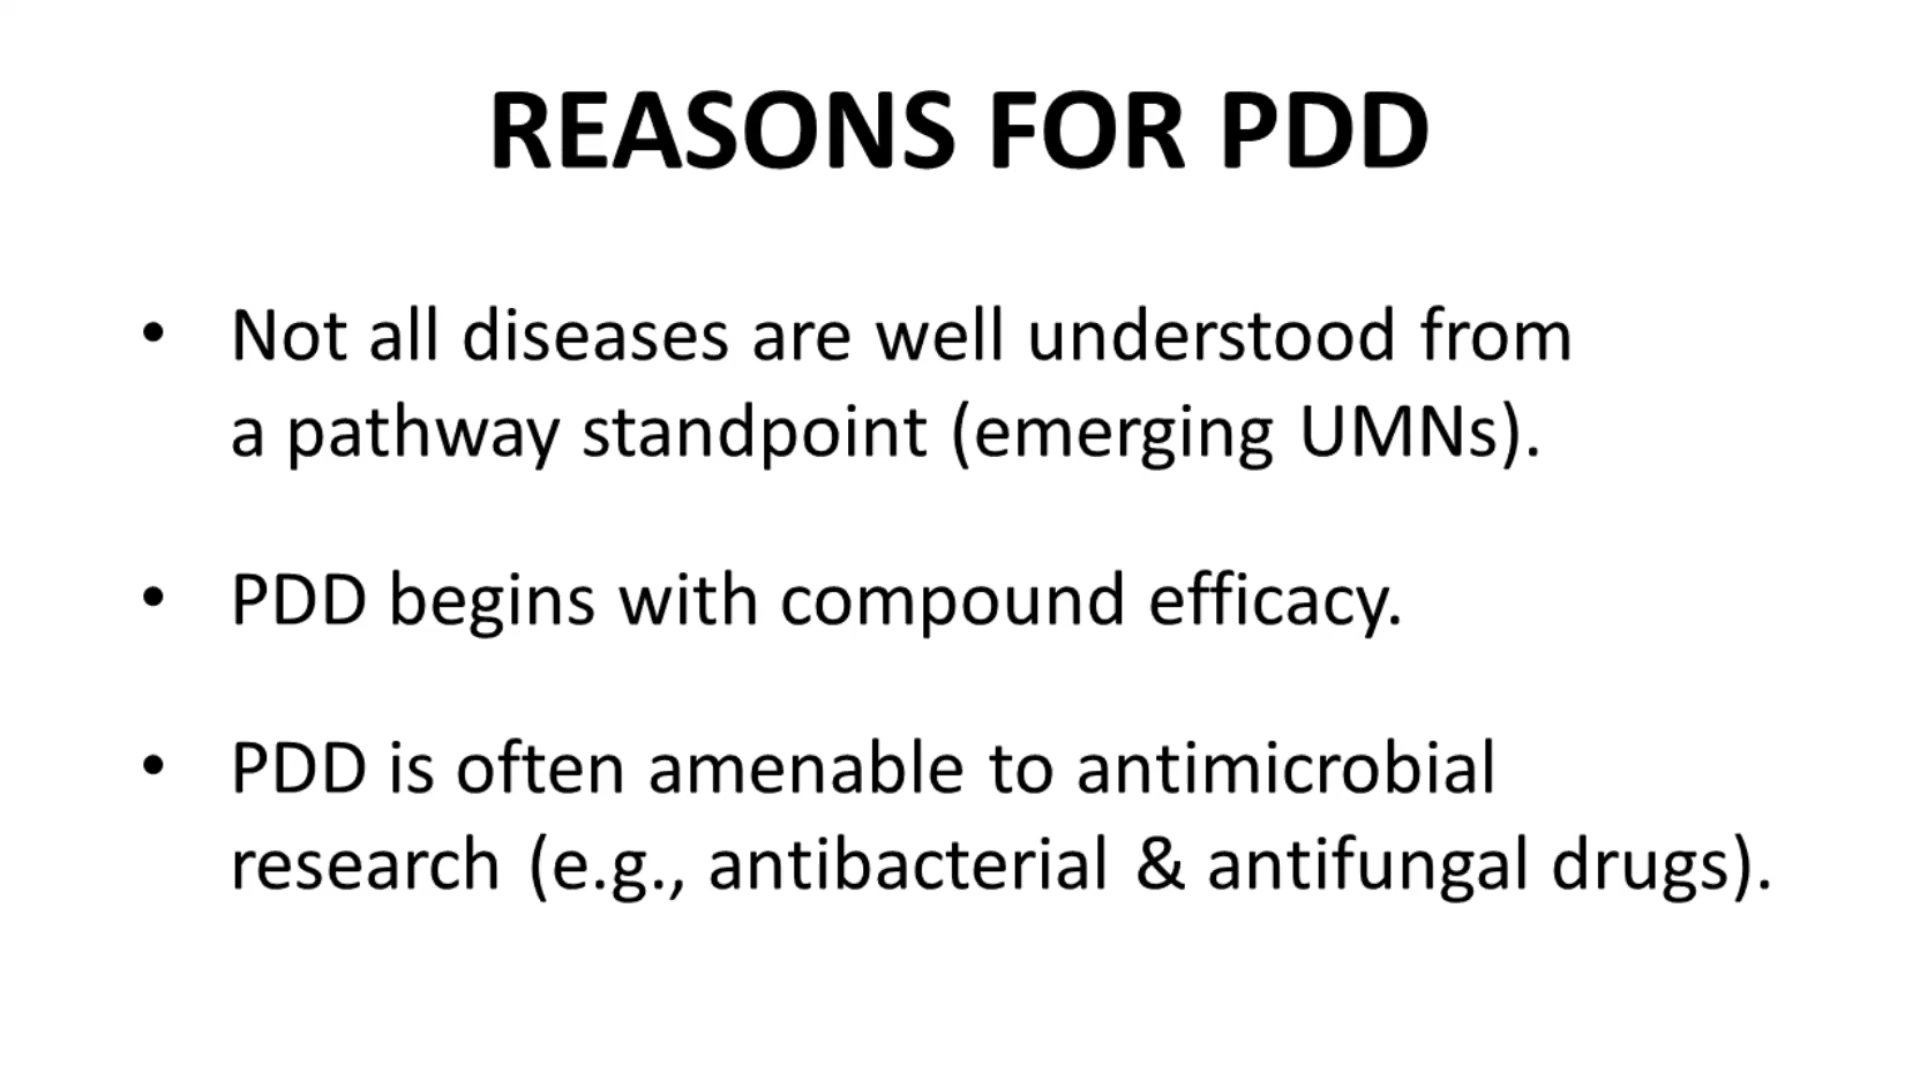 REASONS FOR PDD
• Not all diseases are well understood from
a pathway standpoint (emerging UMNs).
• PDD begins with compound efficacy.
• PDD is often amenable to antimicrobial
research (e.g., antibacterial & antifungal drugs).